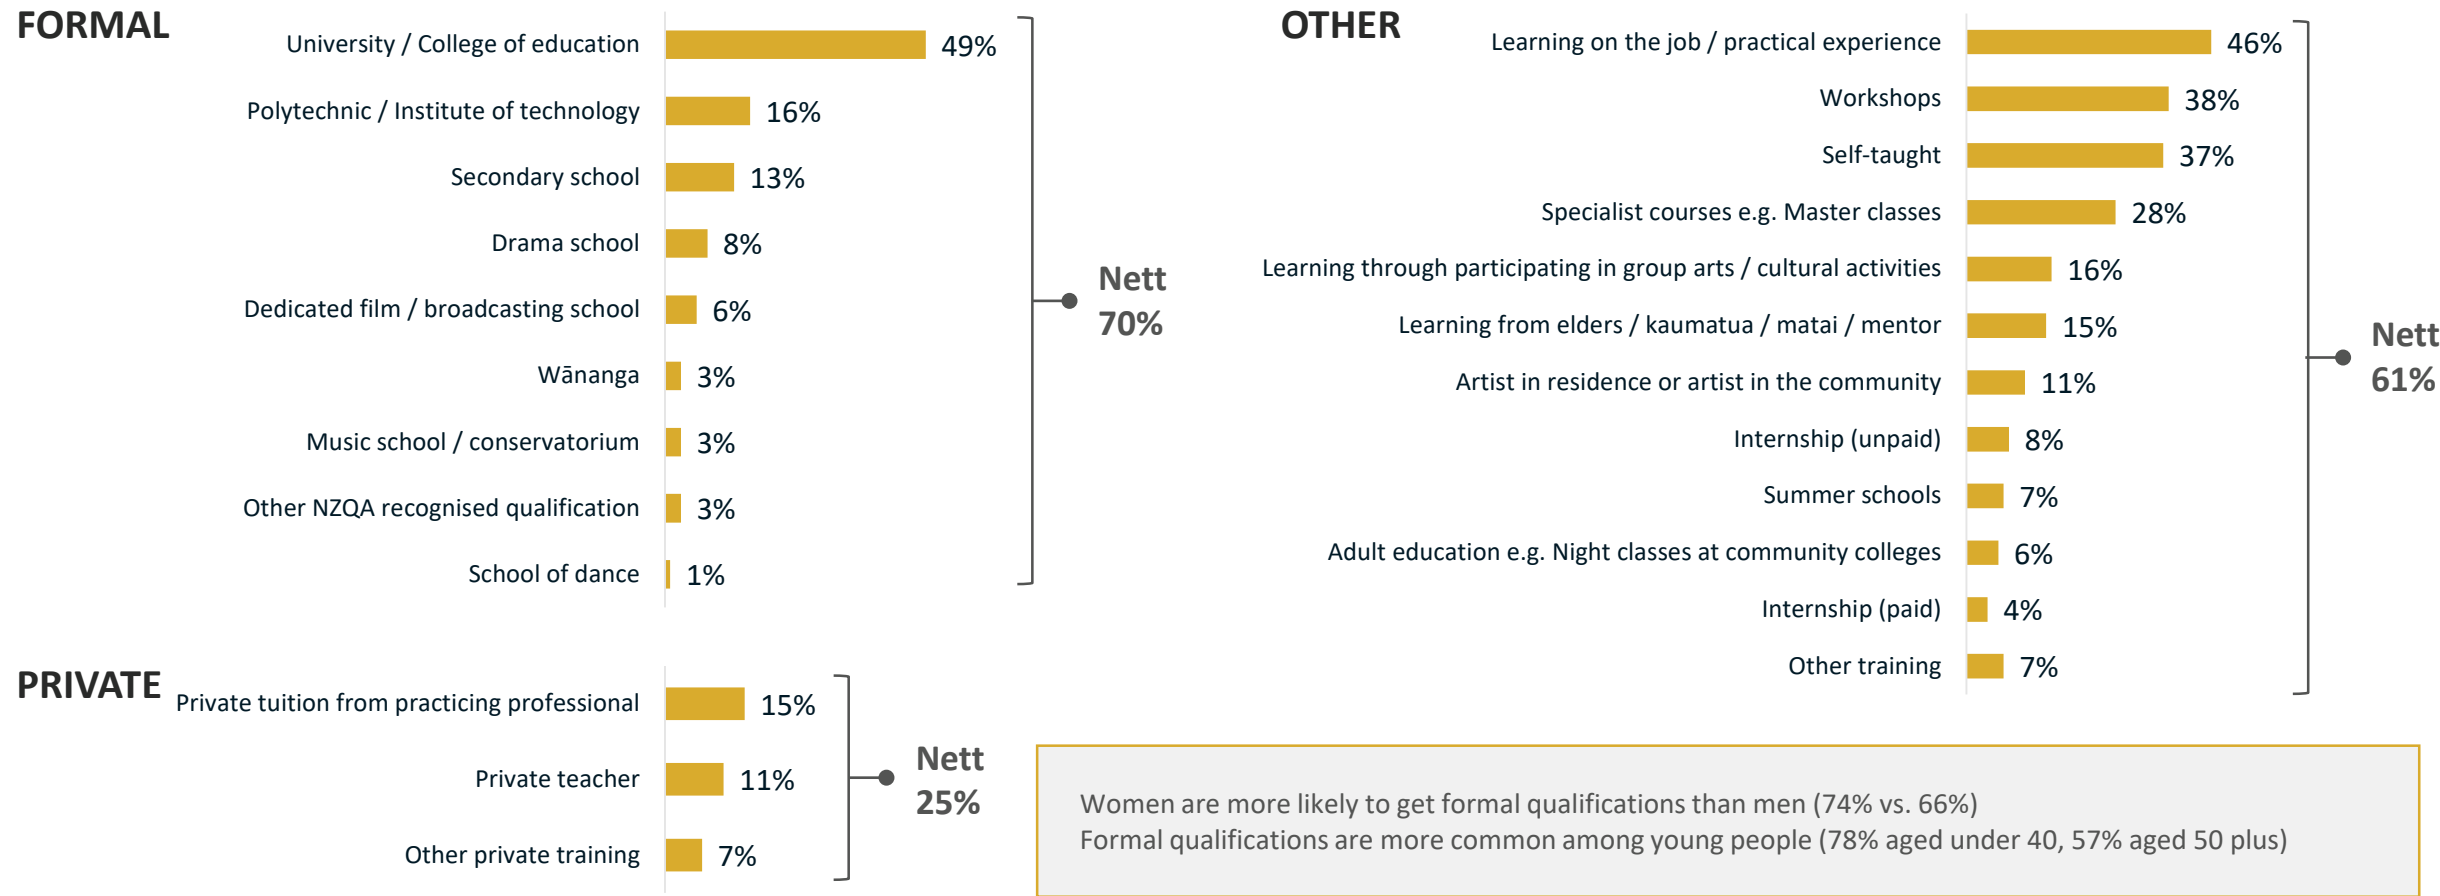 FORMAL
University / College of education 49%
Polytechnic / Institute of technology 16%
Secondary school 13%
Drama school 8%
Dedicated film / broadcasting school 6%
Wānanga 3%
Music school / conservatorium 3%
Other NZQA recognised qualification 3%
School of dance 1%
Nett
70%
PRIVATE
Private tuition from practicing professional 15%
Private teacher 11%
Other private training 7%
Nett
25%
OTHER
Learning on the job / practical experience 46%
Workshops 38%
Self-taught 37%
Specialist courses e.g. Master classes 28%
Learning through participating in group arts / cultural activities 16%
Learning from elders / kaumatua / matai / mentor 15%
Artist in residence or artist in the community 11%
Internship (unpaid) 8%
Summer schools 7%
Adult education e.g. Night classes at community colleges 6%
Internship (paid) 4%
Other training 7%
Nett
61%
Women are more likely to get formal qualifications than men (74% vs. 66%)
Formal qualifications are more common among young people (78% aged under 40, 57% aged 50 plus)